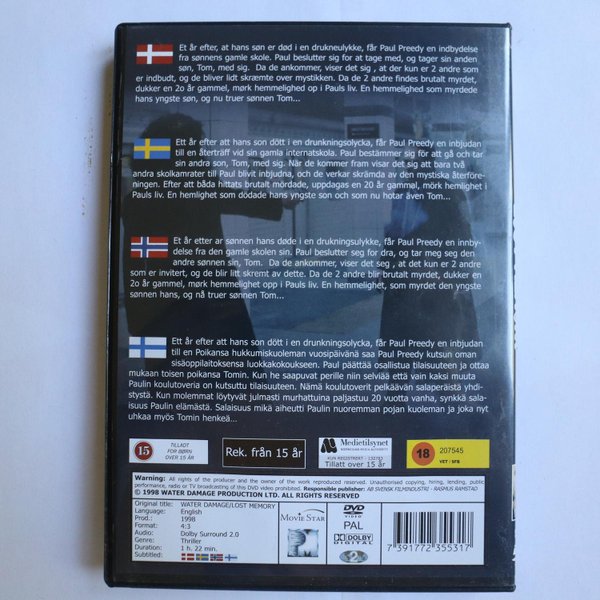 Et år efter, at hans søn er død i en drukneulykke, får Paul Preedy en indbydelse
fra sønnens gamle skole. Paul beslutter sig for at tage med, og tager sin anden
søn, Tom, med sig. Da de ankommer, viser det sig , at der kun er 2 andre som
er indbudt, og de bliver lidt skræmte over mystikken. Da de 2 andre findes brutalt myrdet,
dukker en 2o år gammel, mørk hemmelighed op i Pauls liv. En hemmelighed som myrdede
hans yngste søn, og nu truer sønnen Tom...
Ett år efter att hans son dött i en drunkningsolycka, får Paul Preedy en inbjudan
till en återträff vid sin gamla internatskola. Paul bestämmer sig för att gå och tar
sin andra son, Tom, med sig. När de kommer fram visar det sig att bara två
andra skolkamrater till Paul blivit inbjudna, och de verkar skrämda av den mystiska återföre-
ningen. Efter att båda hittats brutalt mördade, uppdagas en 20 år gammal, mörk hemlighet i
Pauls liv. En hemlighet som dödade hans yngste son och som nu hotar även Tom...
Et år etter ar sønnen hans døde i en drukningsulykke, får Paul Preedy en innby-
delse fra den gamle skolen sin. Paul beslutter seg for dra, og tar meg seg den
andre sønnen sin, Tom. Da de ankommer, viser det seg , at det kun er 2 andre
som er invitert, og de blir litt skremt av dette. Da de 2 andre blir brutalt myrdet, dukker en
2o år gammel, mørk hemmelighet opp i Pauls liv. En hemmelighet, som myrdet den yngste
sønnen hans, og nå truer sønnen Tom...
Ett år efter att hans son dött i en drunkningsolycka, får Paul Preedy en inbjudan
till en Poikansa hukkumiskuoleman vuosipäivänä saa Paul Preedy kutsun oman
sisäoppilaitoksensa luokkakokoukseen. Paul päättää osallistua tilaisuuteen ja ottaa
mukaan toisen poikansa Tomin. Kun he saapuvat perille niin selviää että vain kaksi muuta
Paulin koulutoveria on kutsuttu tilaisuuteen. Nämä koulutoverit pelkäävän salaperäistä yhdi-
stystä. Kun molemmat löytyvät julmasti murhattuina paljastuu 20 vuotta vanha, synkkä sala-
isuus Paulin elämästä. Salaisuus mikä aiheutti Paulin nuoremman pojan kuoleman ja joka nyt
uhkaa myös Tomin henkeä...
15
TILLADT
FOR BØRN
OVER 15 ÅR
Rek. från 15 år
Medietilsynet
NORWEGIAN MEDIA AUTHORITY
KUN REGISTRERT - 132783
Tillatt over 15 år
18 207545
VET / SFB
Warning: All rights of the producer and the owner of the work reproduced reserved. Unauthorised copying, hiring, lending, public
performance, radio or TV broadcasting of this DVD video prohibited. Responsible publisher: AB SVENSK FILMINDUSTRI - RASMUS RAMSTAD
© 1998 WATER DAMAGE PRODUCTION LTD. ALL RIGHTS RESERVED
Original title: WATER DAMAGE/LOST MEMORY
Language: English
Prod.: 1998
Format: 4:3
Audio: Dolby Surround 2.0
Genre: Thriller
Duration: 1 h. 22 min.
Subtitled:
MOVIE STAR
DVD
VIDEO
PAL
DOLBY
DIGITAL
2
7 391772 355317